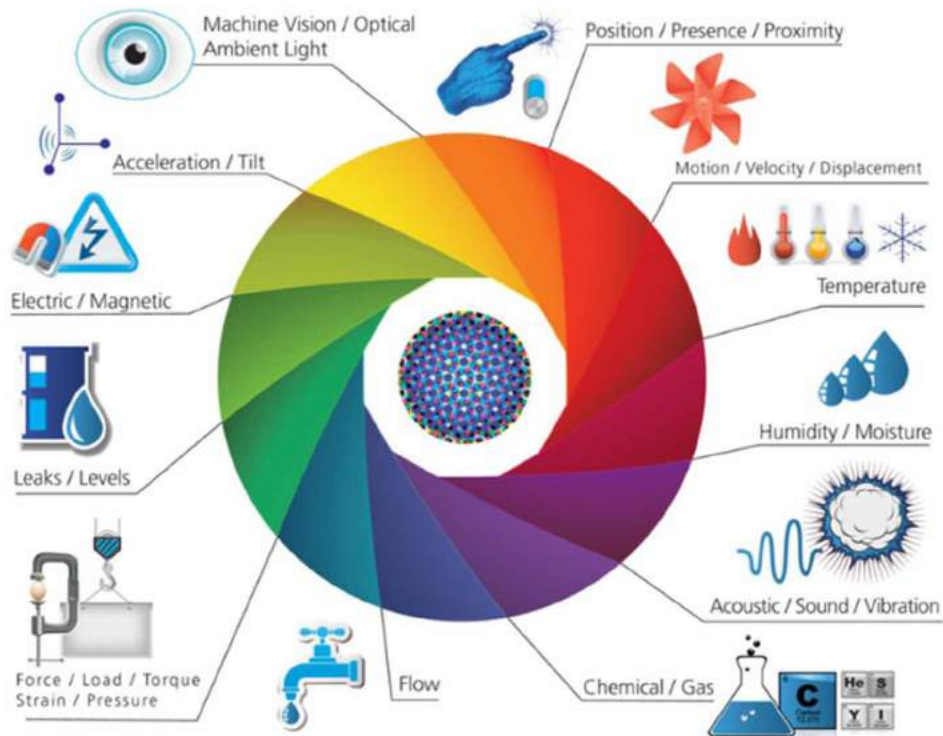 Machine Vision / Optical
Ambient Light
Position / Presence / Proximity
Acceleration / Tilt
Motion / Velocity / Displacement
Electric / Magnetic
Temperature
Humidity / Moisture
Leaks / Levels
Acoustic / Sound / Vibration
Force / Load / Torque
Strain / Pressure
Flow
Chemical / Gas
C
Carbon
He
S
Y
I